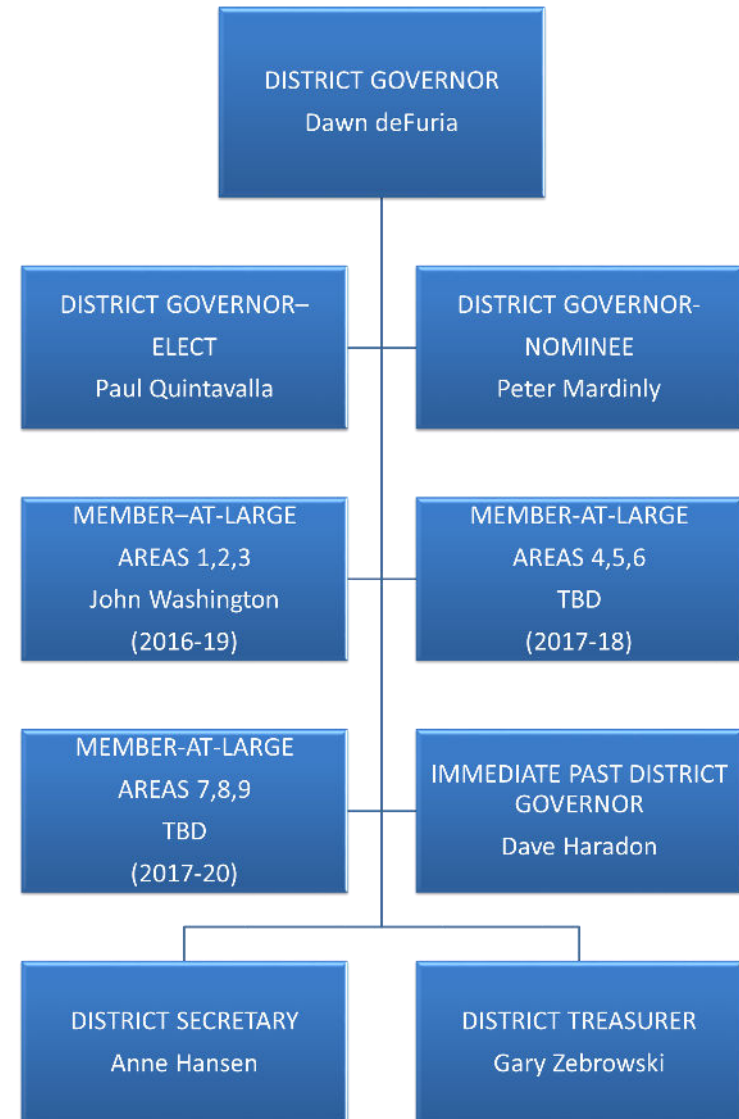 DISTRICT GOVERNOR
Dawn deFuria
DISTRICT GOVERNOR–
ELECT
Paul Quintavalla
DISTRICT GOVERNOR-
NOMINEE
Peter Mardinly
MEMBER–AT-LARGE
AREAS 1,2,3
John Washington
(2016-19)
MEMBER-AT-LARGE
AREAS 4,5,6
TBD
(2017-18)
MEMBER-AT-LARGE
AREAS 7,8,9
TBD
(2017-20)
IMMEDIATE PAST DISTRICT
GOVERNOR
Dave Haradon
DISTRICT SECRETARY
Anne Hansen
DISTRICT TREASURER
Gary Zebrowski